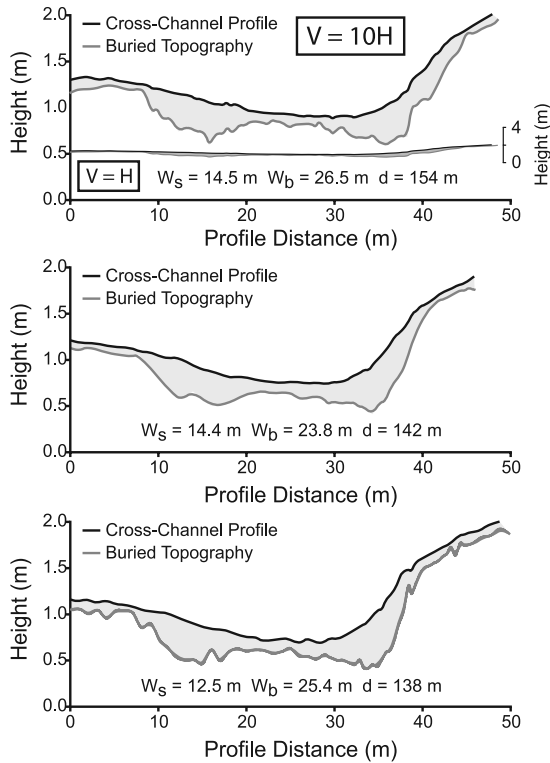 2.0
Cross-Channel Profile
Buried Topography
V = 10H
1.5
Height (m)
1.0
4
0.5
0
Height (m)
V = H
Ws = 14.5 m Wb = 26.5 m d = 154 m
0.0
0 10 20 30 40 50
Profile Distance (m)
2.0
Cross-Channel Profile
Buried Topography
1.5
Height (m)
1.0
0.5
Ws = 14.4 m Wb = 23.8 m d = 142 m
0.0
0 10 20 30 40 50
Profile Distance (m)
2.0
Cross-Channel Profile
Buried Topography
1.5
Height (m)
1.0
0.5
Ws = 12.5 m Wb = 25.4 m d = 138 m
0.0
0 10 20 30 40 50
Profile Distance (m)